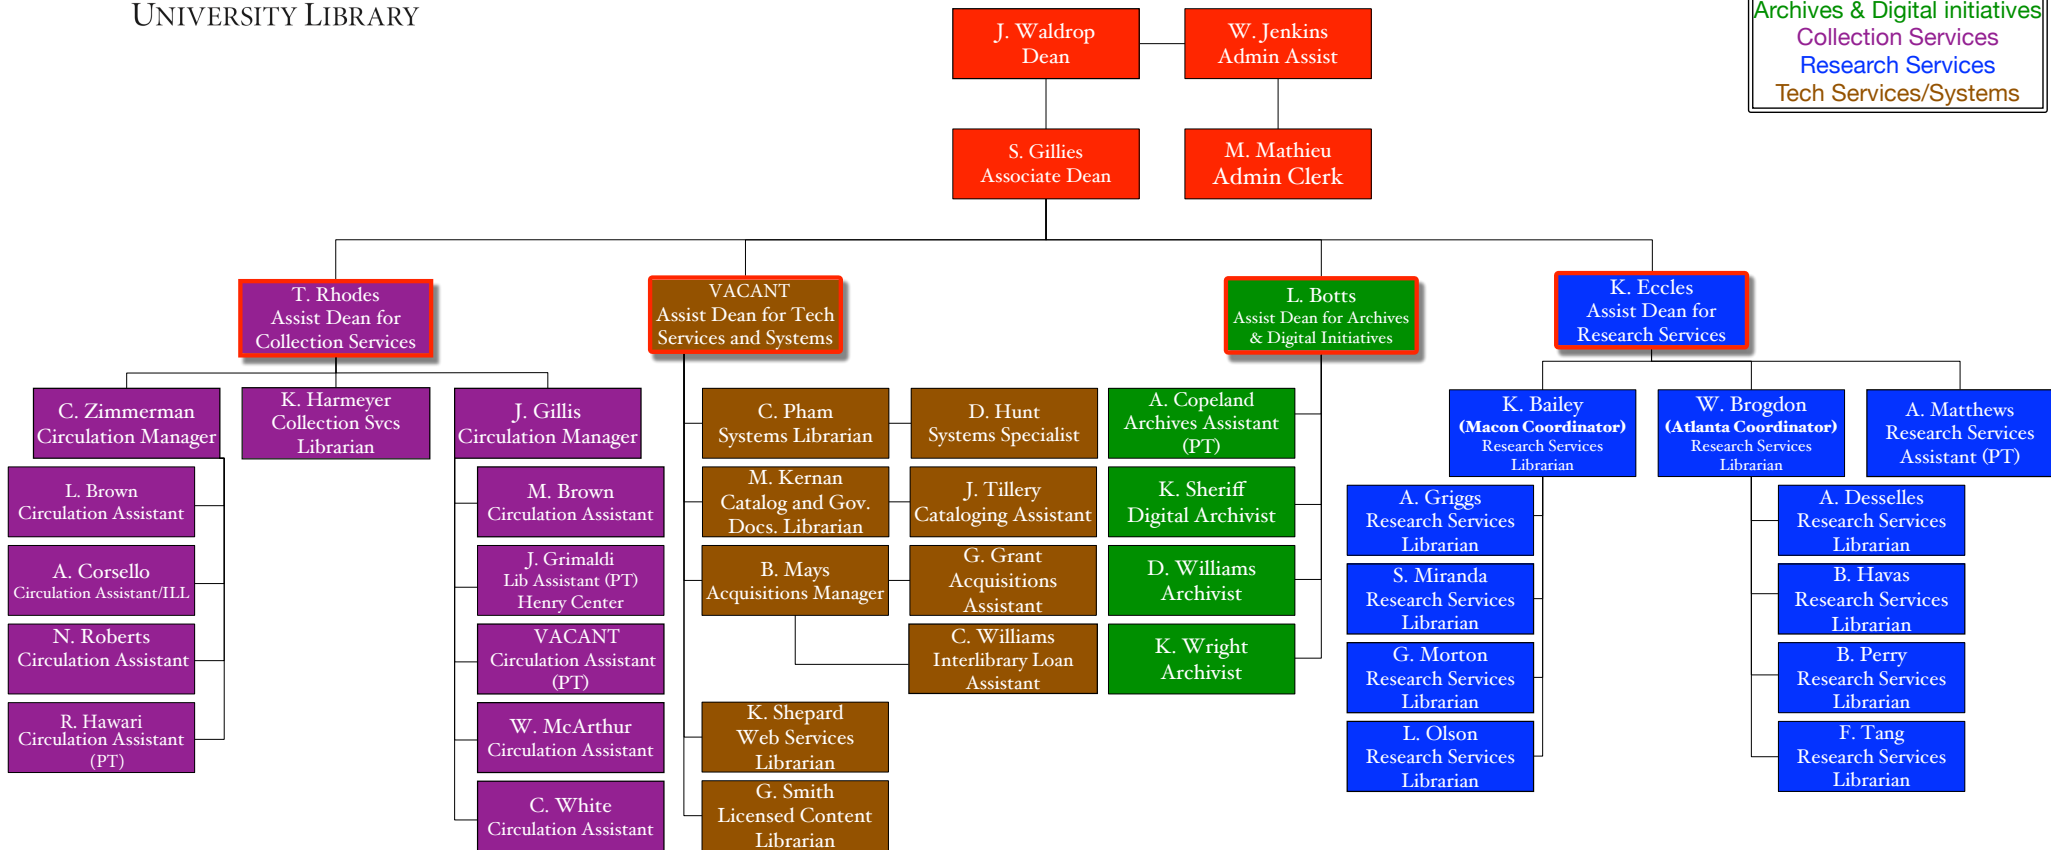 UNIVERSITY LIBRARY
Archives & Digital initiatives
Collection Services
Research Services
Tech Services/Systems
J. Waldrop
Dean
W. Jenkins
Admin Assist
S. Gillies
Associate Dean
M. Mathieu
Admin Clerk
T. Rhodes
Assist Dean for
Collection Services
VACANT
Assist Dean for Tech
Services and Systems
L. Botts
Assist Dean for Archives
& Digital Initiatives
K. Eccles
Assist Dean for
Research Services
C. Zimmerman
Circulation Manager
K. Harmeyer
Collection Svcs
Librarian
J. Gillis
Circulation Manager
L. Brown
Circulation Assistant
A. Corsello
Circulation Assistant/ILL
N. Roberts
Circulation Assistant
R. Hawari
Circulation Assistant
(PT)
M. Brown
Circulation Assistant
J. Grimaldi
Lib Assistant (PT)
Henry Center
VACANT
Circulation Assistant
(PT)
W. McArthur
Circulation Assistant
C. White
Circulation Assistant
C. Pham
Systems Librarian
D. Hunt
Systems Specialist
M. Kernan
Catalog and Gov.
Docs. Librarian
J. Tillery
Cataloging Assistant
B. Mays
Acquisitions Manager
G. Grant
Acquisitions
Assistant
C. Williams
Interlibrary Loan
Assistant
K. Shepard
Web Services
Librarian
G. Smith
Licensed Content
Librarian
A. Copeland
Archives Assistant
(PT)
K. Sheriff
Digital Archivist
D. Williams
Archivist
K. Wright
Archivist
K. Bailey
(Macon Coordinator)
Research Services
Librarian
W. Brogdon
(Atlanta Coordinator)
Research Services
Librarian
A. Matthews
Research Services
Assistant (PT)
A. Griggs
Research Services
Librarian
S. Miranda
Research Services
Librarian
G. Morton
Research Services
Librarian
L. Olson
Research Services
Librarian
A. Desselles
Research Services
Librarian
B. Havas
Research Services
Librarian
B. Perry
Research Services
Librarian
F. Tang
Research Services
Librarian